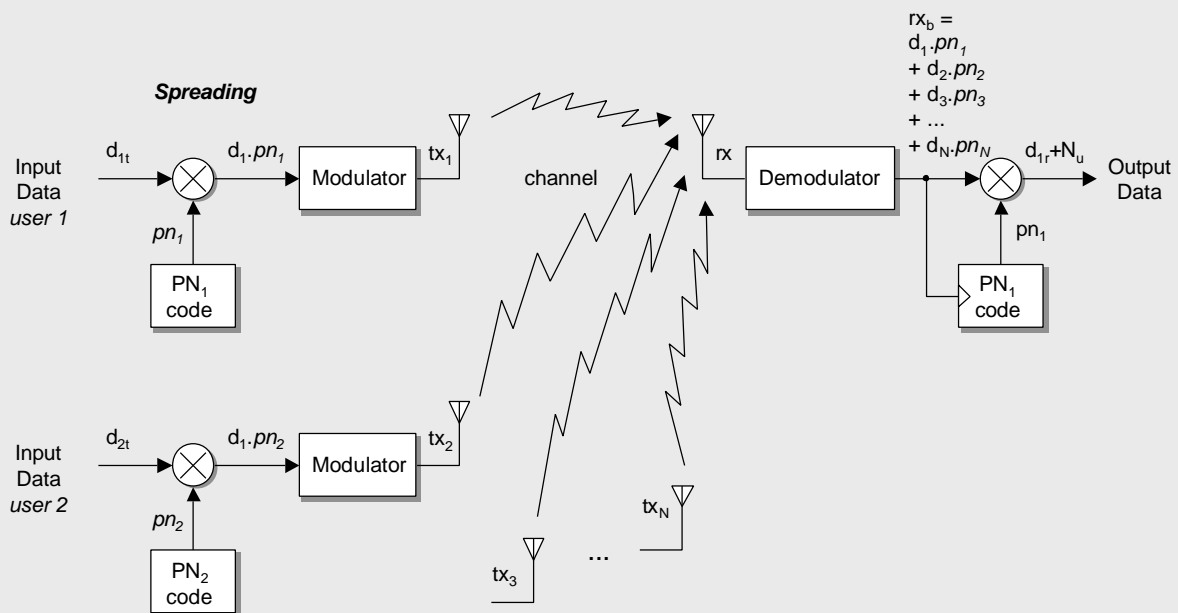 rx_b =
d_1.pn_1
+ d_2.pn_2
+ d_3.pn_3
+ ...
+ d_N.pn_N
Spreading
Input
Data
user 1
d_1t
d_1.pn_1
Modulator
tx_1
channel
rx
Demodulator
d_1r+N_u
Output
Data
pn_1
PN_1
code
pn_1
PN_1
code
Input
Data
user 2
d_2t
d_1.pn_2
Modulator
tx_2
pn_2
PN_2
code
tx_3
...
tx_N